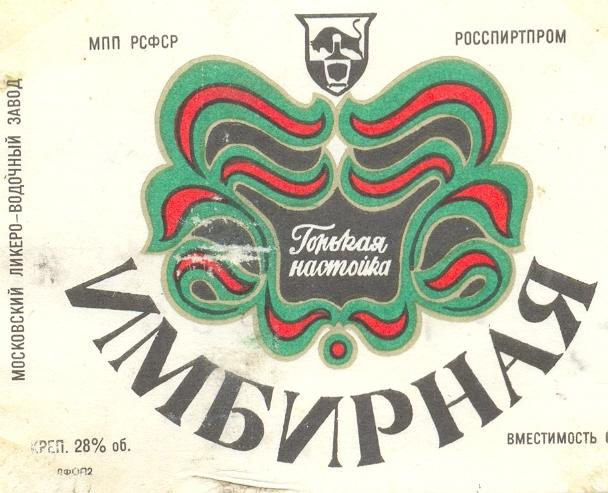 МПП РСФСР
РОССПИРТПРОМ
МОСКОВСКИЙ ЛИКЕРО-ВОДОЧНЫЙ ЗАВОД
Горькая
настойка
ИМБИРНАЯ
КРЕП. 28% об.
ВМЕСТИМОСТЬ